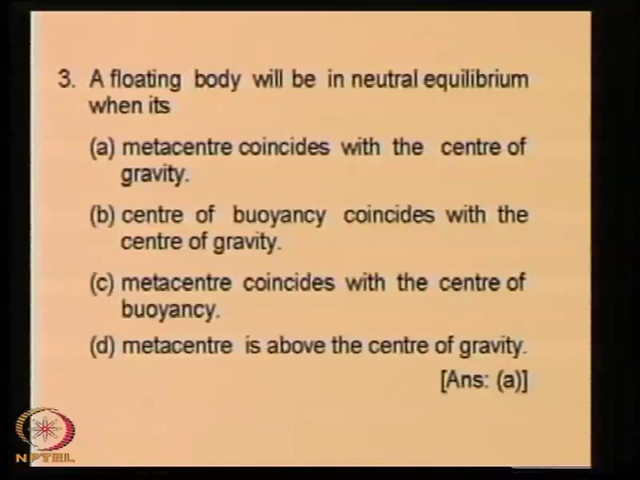 3. A floating body will be in neutral equilibrium
when its
(a) metacentre coincides with the centre of
gravity.
(b) centre of buoyancy coincides with the
centre of gravity.
(c) metacentre coincides with the centre of
buoyancy.
(d) metacentre is above the centre of gravity.
[Ans: (a)]
NPTEL